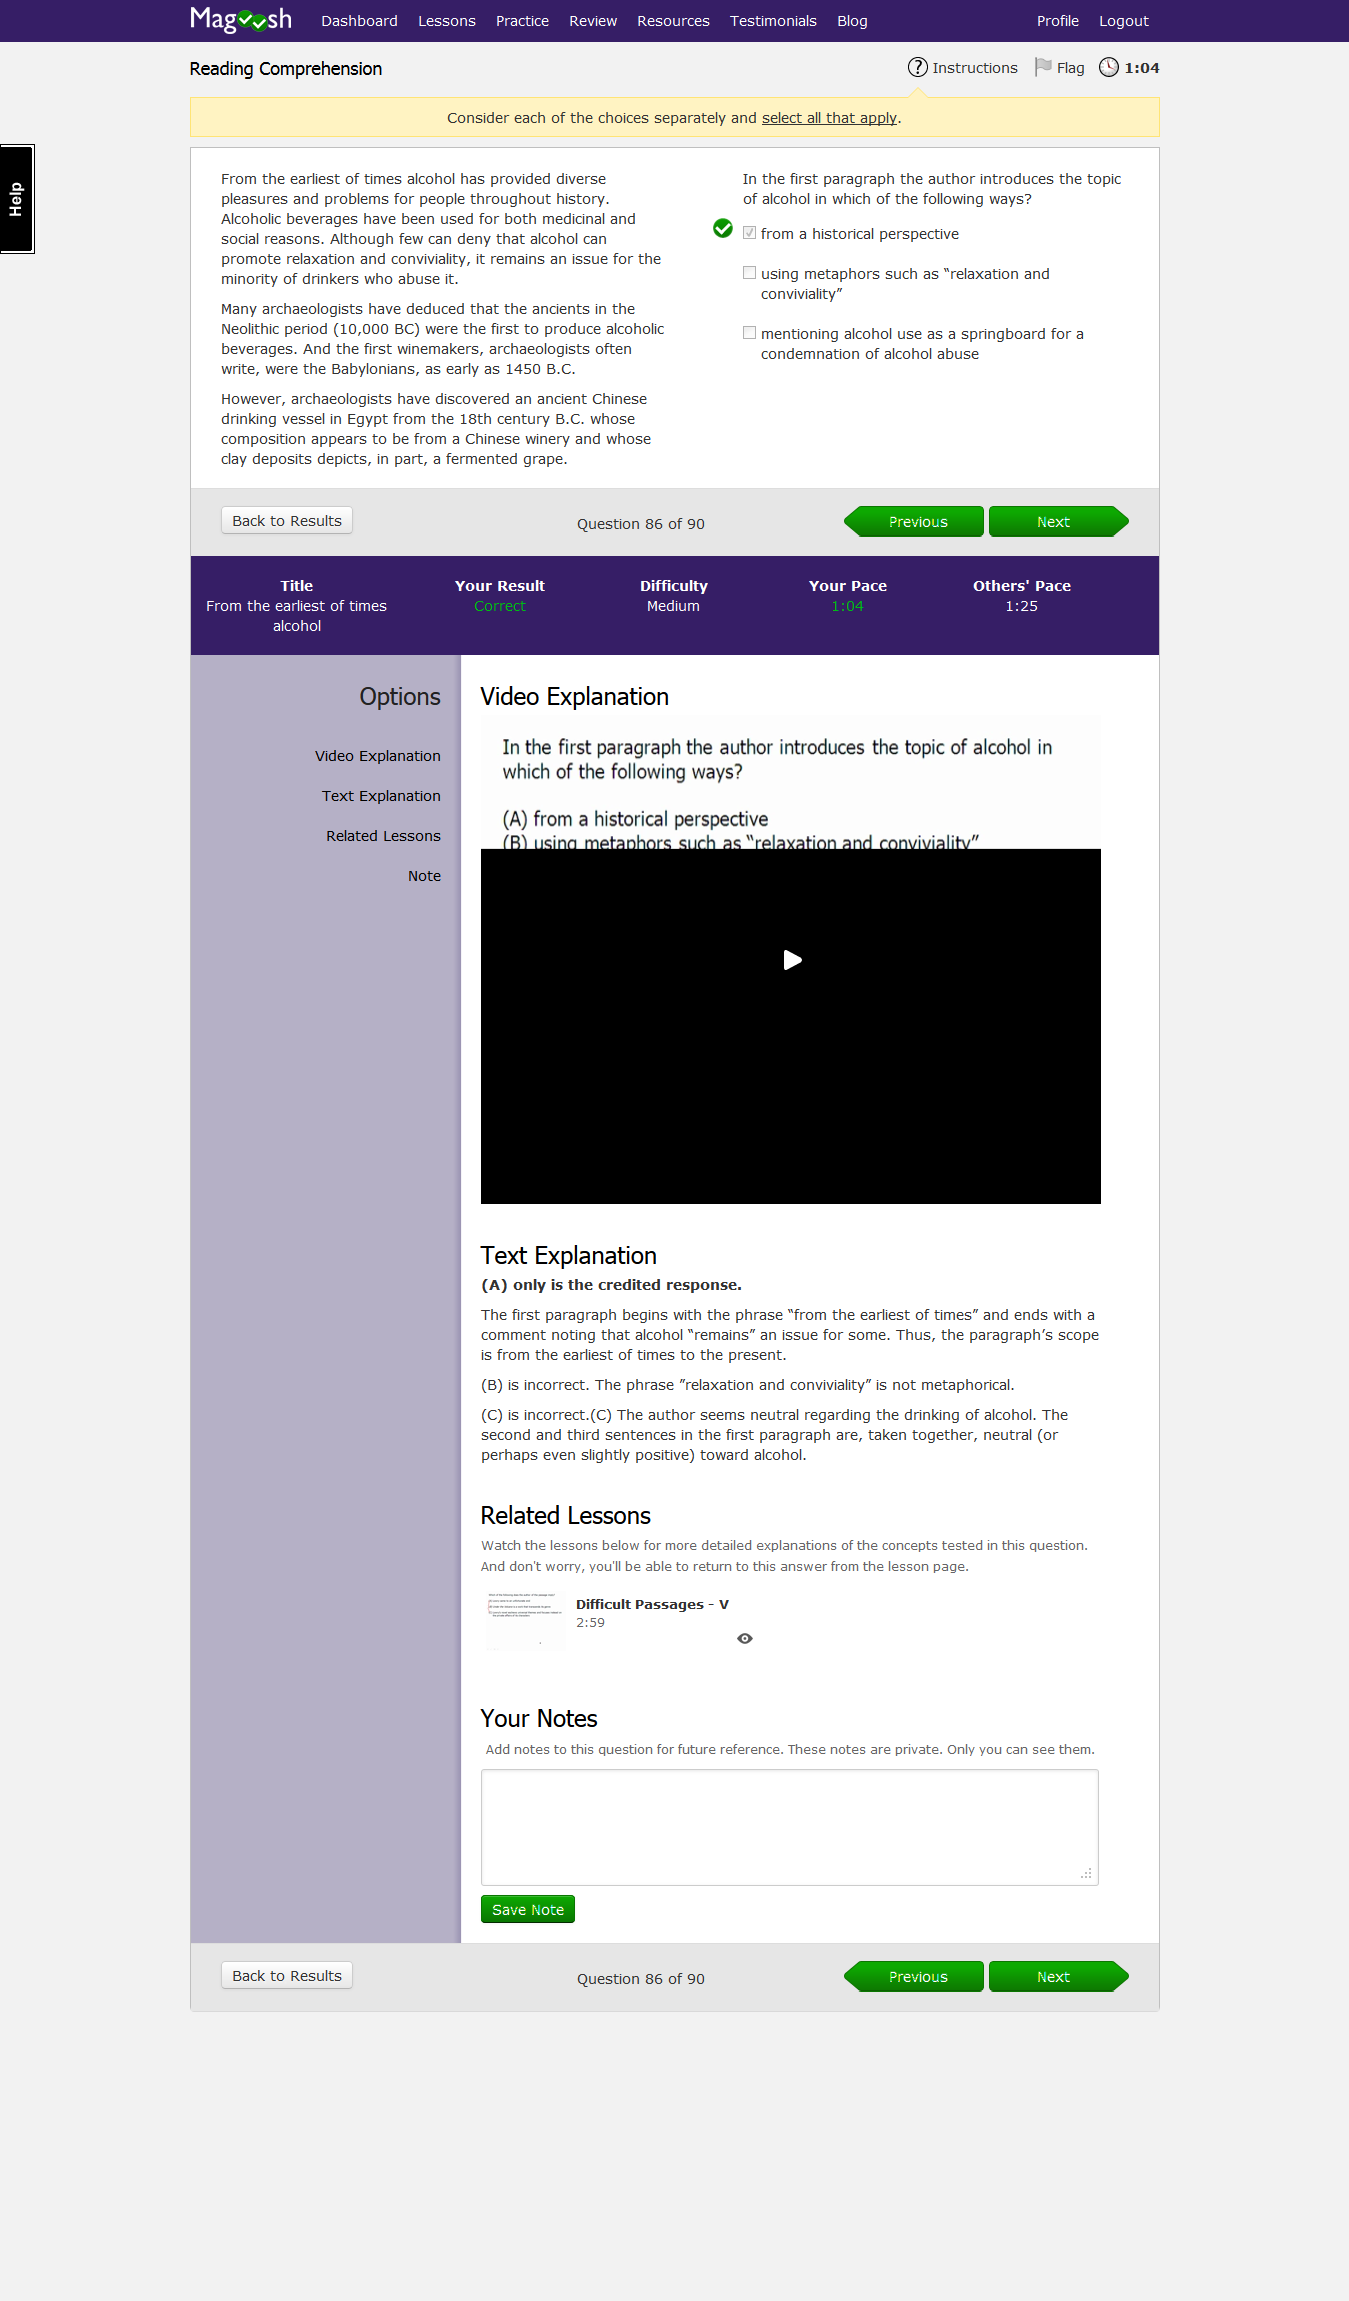 Magoosh Dashboard Lessons Practice Review Resources Testimonials Blog Profile Logout
Reading Comprehension
Instructions Flag 1:04
Consider each of the choices separately and select all that apply.
Help
From the earliest of times alcohol has provided diverse
pleasures and problems for people throughout history.
Alcoholic beverages have been used for both medicinal and
social reasons. Although few can deny that alcohol can
promote relaxation and conviviality, it remains an issue for the
minority of drinkers who abuse it.
Many archaeologists have deduced that the ancients in the
Neolithic period (10,000 BC) were the first to produce alcoholic
beverages. And the first winemakers, archaeologists often
write, were the Babylonians, as early as 1450 B.C.
However, archaeologists have discovered an ancient Chinese
drinking vessel in Egypt from the 18th century B.C. whose
composition appears to be from a Chinese winery and whose
clay deposits depicts, in part, a fermented grape.
In the first paragraph the author introduces the topic
of alcohol in which of the following ways?
from a historical perspective
using metaphors such as “relaxation and
conviviality”
mentioning alcohol use as a springboard for a
condemnation of alcohol abuse
Back to Results Question 86 of 90 Previous Next
Title Your Result Difficulty Your Pace Others' Pace
From the earliest of times Correct Medium 1:04 1:25
alcohol
Options
Video Explanation
Text Explanation
Related Lessons
Note
Video Explanation
In the first paragraph the author introduces the topic of alcohol in
which of the following ways?
(A) from a historical perspective
(B) using metaphors such as “relaxation and conviviality”
Text Explanation
(A) only is the credited response.
The first paragraph begins with the phrase “from the earliest of times” and ends with a
comment noting that alcohol “remains” an issue for some. Thus, the paragraph’s scope
is from the earliest of times to the present.
(B) is incorrect. The phrase ”relaxation and conviviality” is not metaphorical.
(C) is incorrect.(C) The author seems neutral regarding the drinking of alcohol. The
second and third sentences in the first paragraph are, taken together, neutral (or
perhaps even slightly positive) toward alcohol.
Related Lessons
Watch the lessons below for more detailed explanations of the concepts tested in this question.
And don't worry, you'll be able to return to this answer from the lesson page.
Difficult Passages - V
2:59
Your Notes
Add notes to this question for future reference. These notes are private. Only you can see them.
Save Note
Back to Results Question 86 of 90 Previous Next